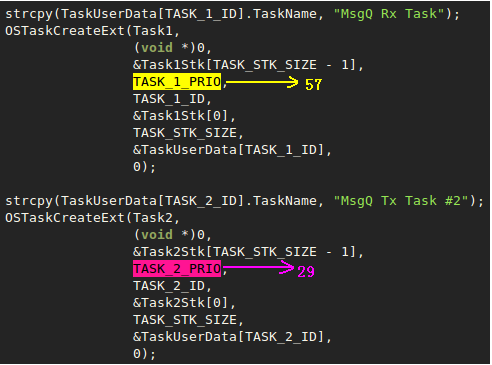 strcpy(TaskUserData[TASK_1_ID].TaskName, "MsgQ Rx Task");
OSTaskCreateExt(Task1,
(void *)0,
&Task1Stk[TASK_STK_SIZE - 1],
TASK_1_PRIO, 57
TASK_1_ID,
&Task1Stk[0],
TASK_STK_SIZE,
&TaskUserData[TASK_1_ID],
0);
strcpy(TaskUserData[TASK_2_ID].TaskName, "MsgQ Tx Task #2");
OSTaskCreateExt(Task2,
(void *)0,
&Task2Stk[TASK_STK_SIZE - 1],
TASK_2_PRIO, 29
TASK_2_ID,
&Task2Stk[0],
TASK_STK_SIZE,
&TaskUserData[TASK_2_ID],
0);